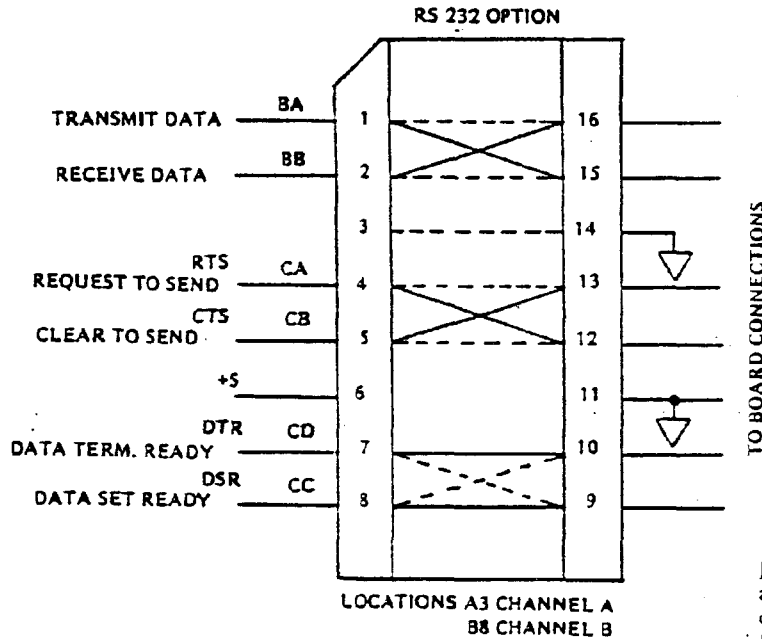 RS 232 OPTION
TRANSMIT DATA BA 1 16
RECEIVE DATA BB 2 15
3 14
RTS
REQUEST TO SEND CA 4 13
CTS
CLEAR TO SEND CB 5 12
+5 6 11
DTR
DATA TERM. READY CD 7 10
DSR
DATA SET READY CC 8 9
TO BOARD CONNECTIONS
LOCATIONS A3 CHANNEL A
B8 CHANNEL B